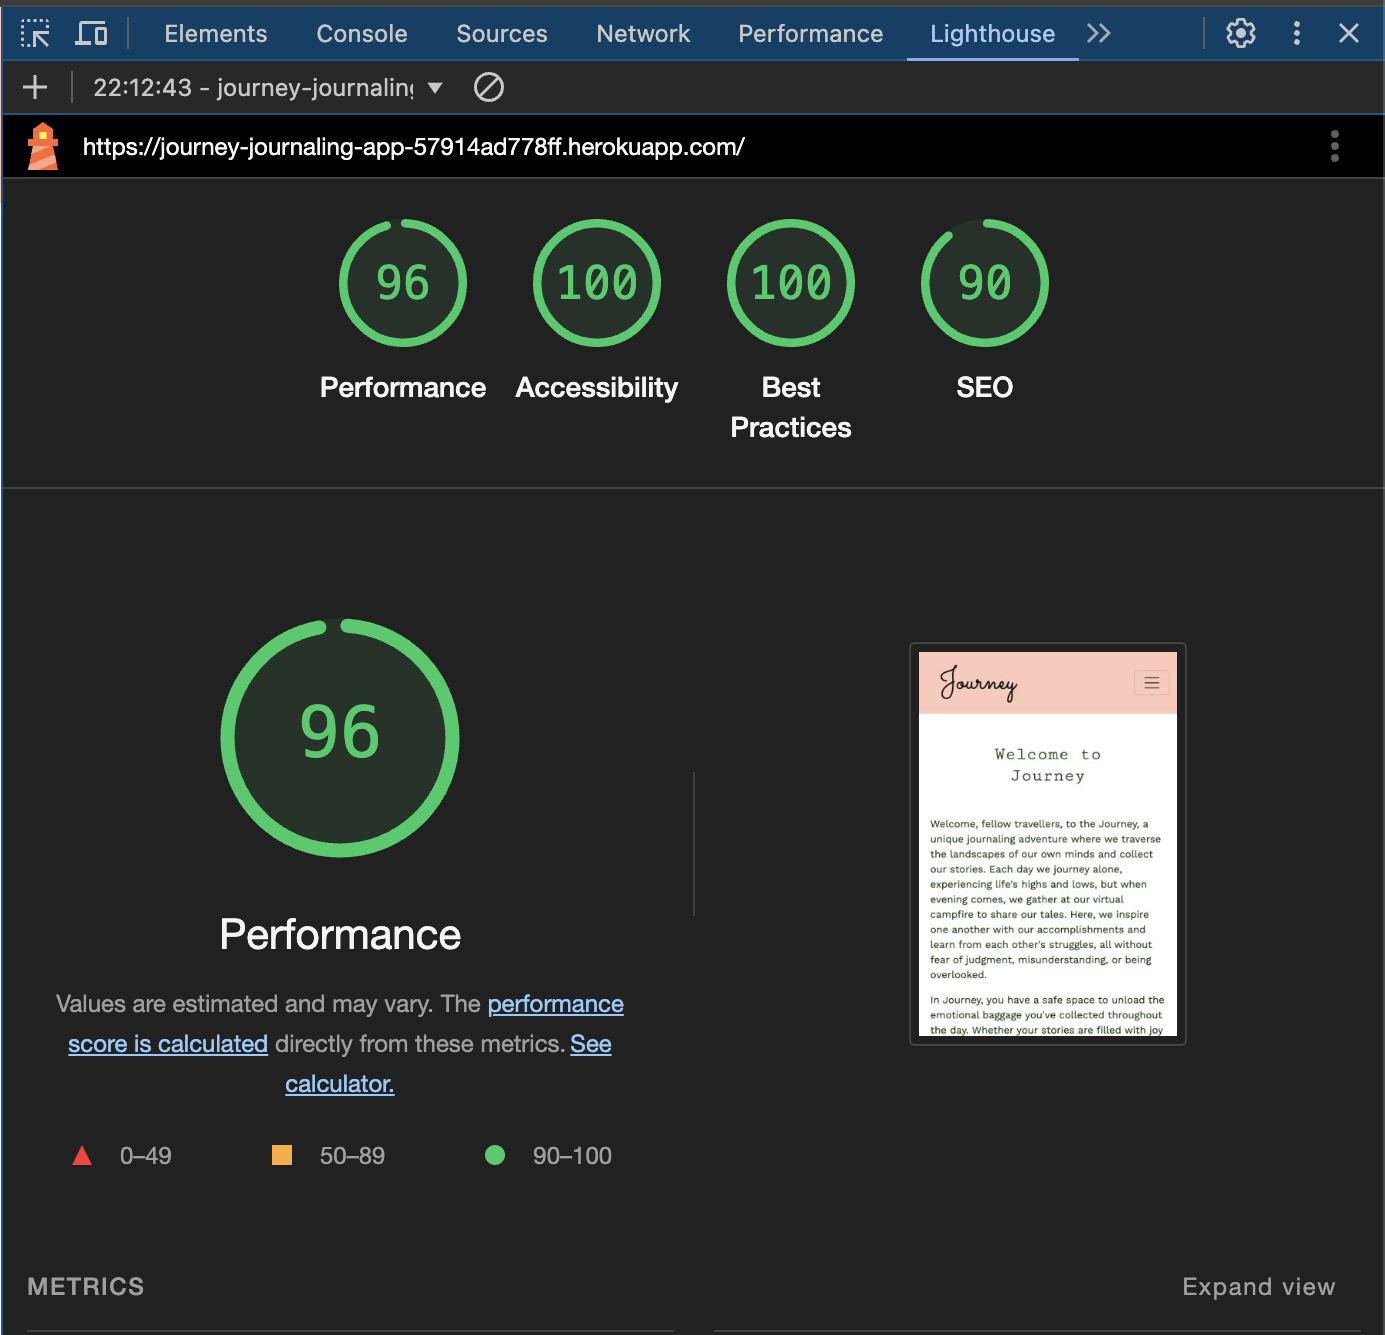 Elements Console Sources Network Performance Lighthouse
22:12:43 - journey-journaling
https://journey-journaling-app-57914ad778ff.herokuapp.com/
96 100 100 90
Performance Accessibility Best Practices SEO
96
Performance
Values are estimated and may vary. The performance
score is calculated directly from these metrics. See
calculator.
0–49 50–89 90–100
Journey
Welcome to
Journey
Welcome, fellow travellers, to the Journey, a
unique journaling adventure where we traverse
the landscapes of our own minds and collect
our stories. Each day we journey alone,
experiencing life's highs and lows, but when
evening comes, we gather at our virtual
campfire to share our tales. Here, we inspire
one another with our accomplishments and
learn from each other's struggles, all without
fear of judgment, misunderstanding, or being
overlooked.
In Journey, you have a safe space to unload the
emotional baggage you've collected throughout
the day. Whether your stories are filled with joy
METRICS
Expand view